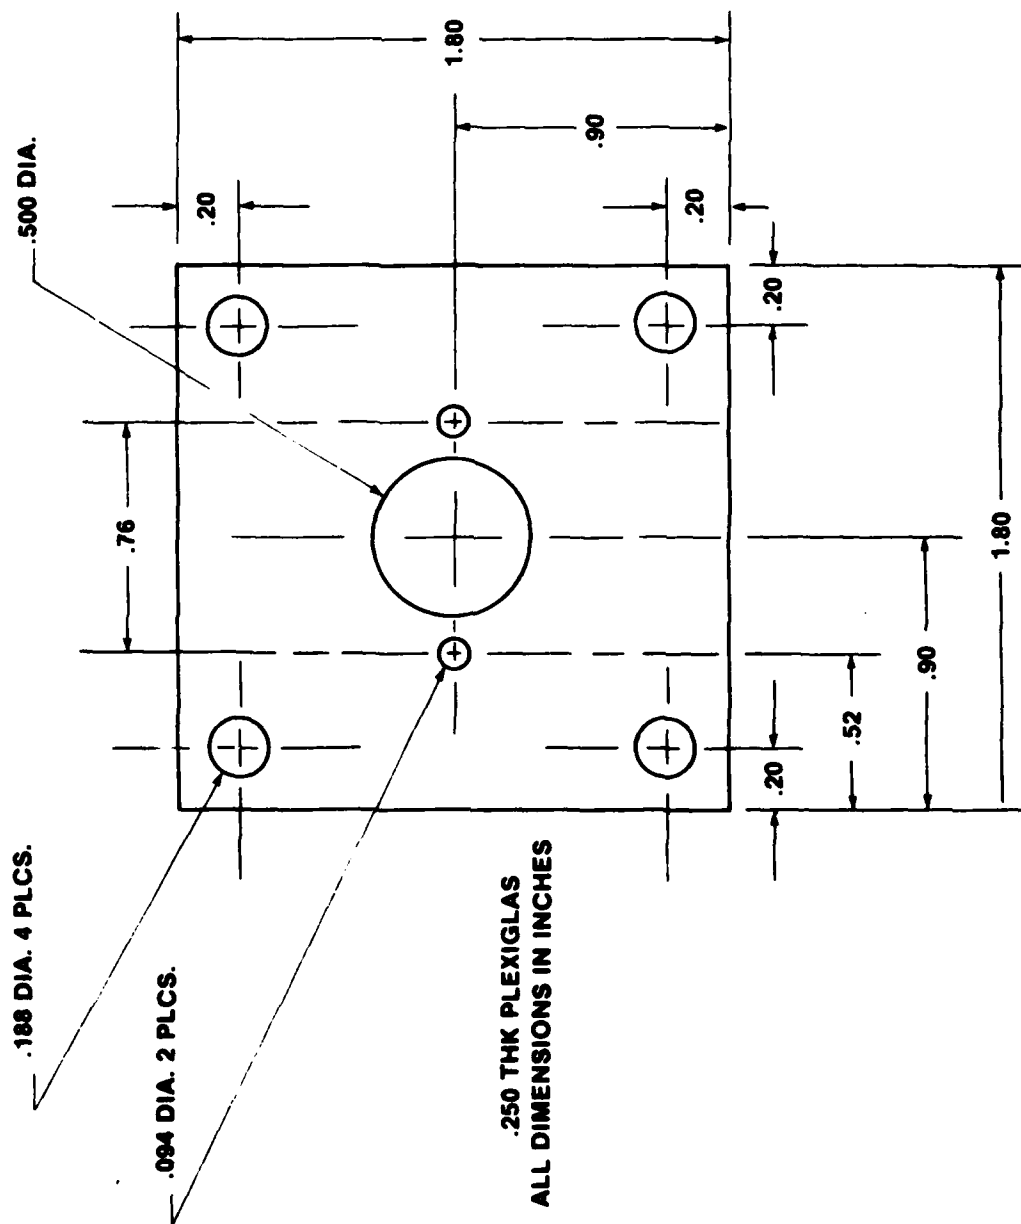 .188 DIA. 4 PLCS.
.094 DIA. 2 PLCS.
.250 THK PLEXIGLAS
ALL DIMENSIONS IN INCHES
.500 DIA.
.76
.20
.90
1.80
.20
.20
.20
.52
.90
1.80